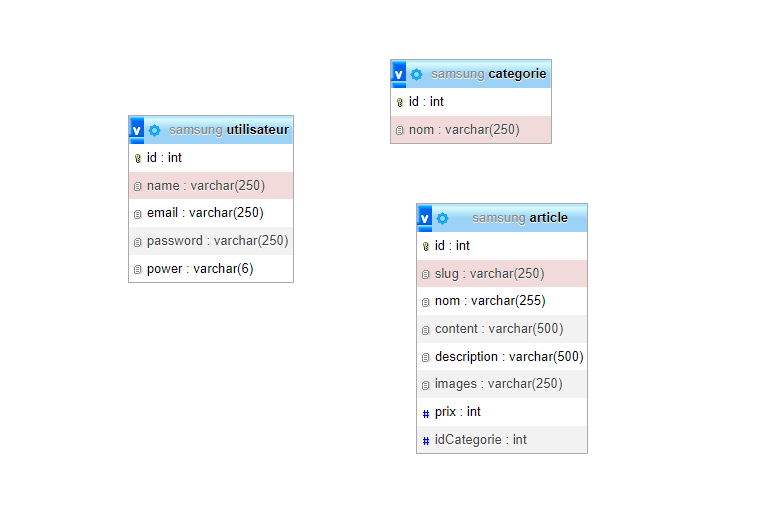 v samsung utilisateur
id : int
name : varchar(250)
email : varchar(250)
password : varchar(250)
power : varchar(6)
v samsung categorie
id : int
nom : varchar(250)
v samsung article
id : int
slug : varchar(250)
nom : varchar(255)
content : varchar(500)
description : varchar(500)
images : varchar(250)
# prix : int
# idCategorie : int